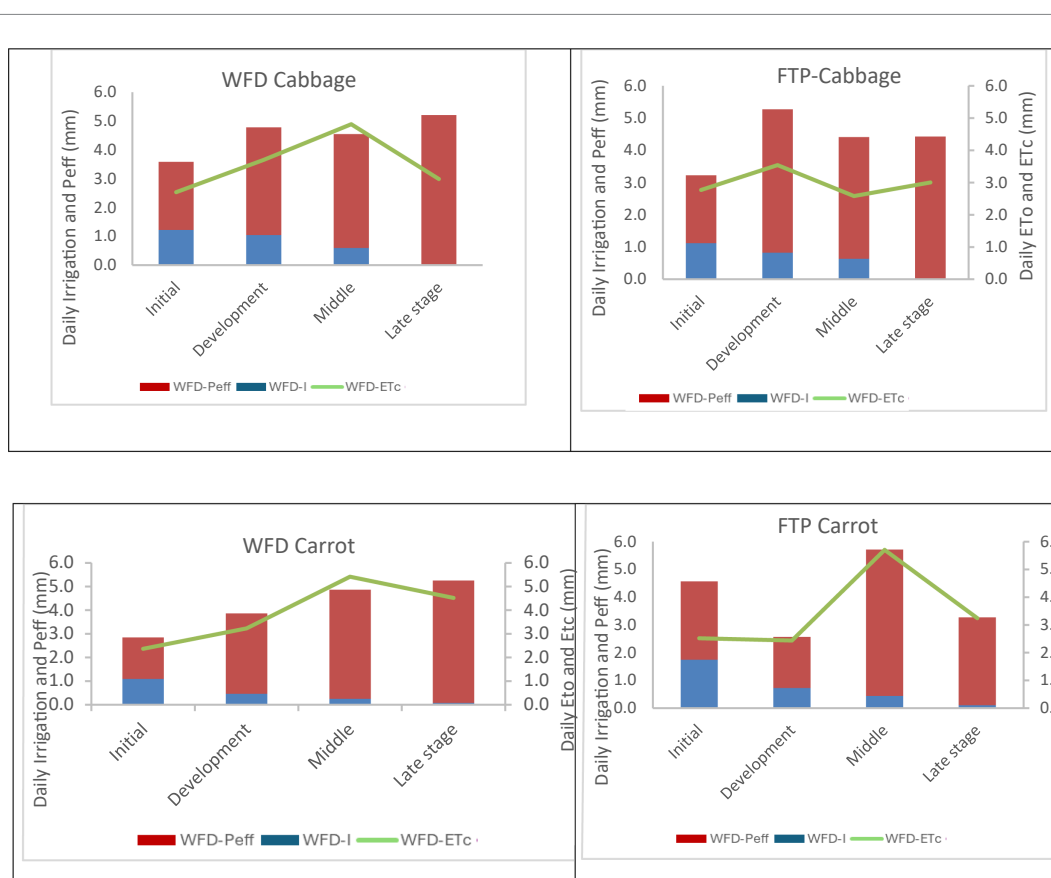 WFD Cabbage
Daily Irrigation and Peff (mm)
6.0
5.0
4.0
3.0
2.0
1.0
0.0
Initial
Development
Middle
Late stage
WFD-Peff WFD-I WFD-ETc
FTP-Cabbage
Daily Irrigation and Peff (mm)
6.0
5.0
4.0
3.0
2.0
1.0
0.0
6.0
5.0
4.0
3.0
2.0
1.0
0.0
Daily ETo and ETc (mm)
Initial
Development
Middle
Late stage
WFD-Peff WFD-I WFD-ETc
WFD Carrot
Daily Irrigation and Peff (mm)
6.0
5.0
4.0
3.0
2.0
1.0
0.0
6.0
5.0
4.0
3.0
2.0
1.0
0.0
Daily Eto and Etc (mm)
Initial
Development
Middle
Late stage
WFD-Peff WFD-I WFD-ETc
FTP Carrot
Daily Irrigation and Peff (mm)
6.0
5.0
4.0
3.0
2.0
1.0
0.0
6.
5.
4.
3.
2.
1.
0.
Initial
Development
Middle
Late stage
WFD-Peff WFD-I WFD-ETc